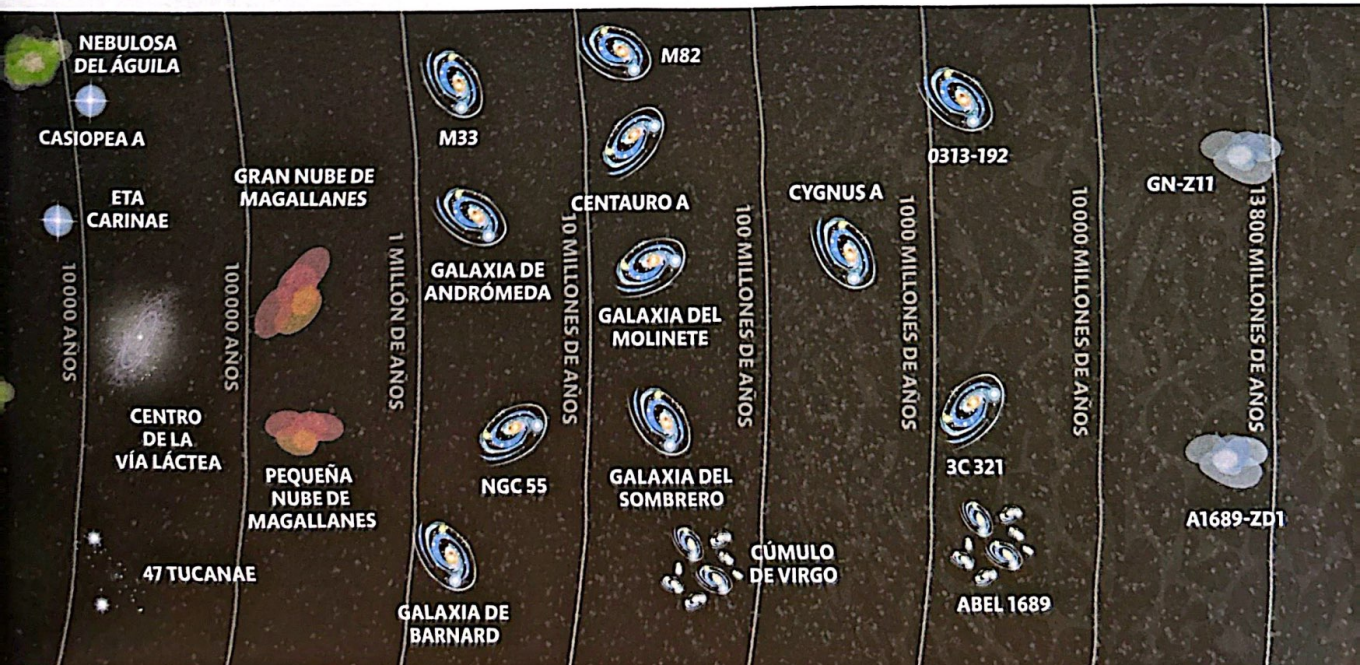 NEBULOSA
DEL ÁGUILA
CASIOPEA A
ETA
CARINAE
10000 AÑOS
CENTRO
DE LA
VÍA LÁCTEA
47 TUCANAE
100000 AÑOS
GRAN NUBE DE
MAGALLANES
PEQUEÑA
NUBE DE
MAGALLANES
1 MILLÓN DE AÑOS
M33
GALAXIA DE
ANDRÓMEDA
NGC 55
GALAXIA DE
BARNARD
10 MILLONES DE AÑOS
M82
CENTAURO A
GALAXIA DEL
MOLINETE
GALAXIA DEL
SOMBRERO
CÚMULO
DE VIRGO
100 MILLONES DE AÑOS
CYGNUS A
1000 MILLONES DE AÑOS
0313-192
3C 321
ABEL 1689
10000 MILLONES DE AÑOS
GN-Z11
A1689-ZD1
13800 MILLONES DE AÑOS